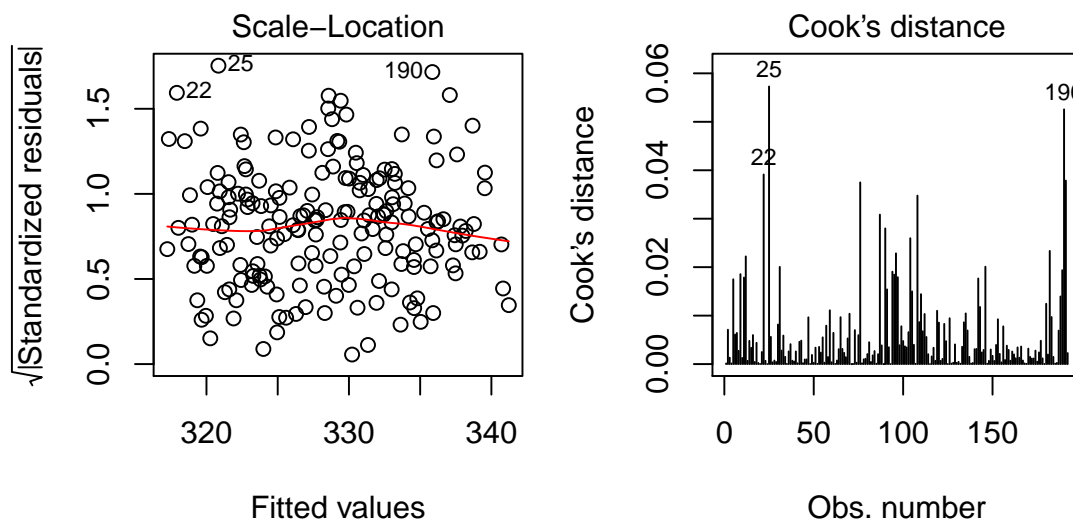 Scale−Location
√|Standardized residuals|
0.0 0.5 1.0 1.5
25
22
190
320 330 340
Fitted values
Cook's distance
Cook's distance
0.00 0.02 0.04 0.06
25
22
190
0 50 100 150
Obs. number